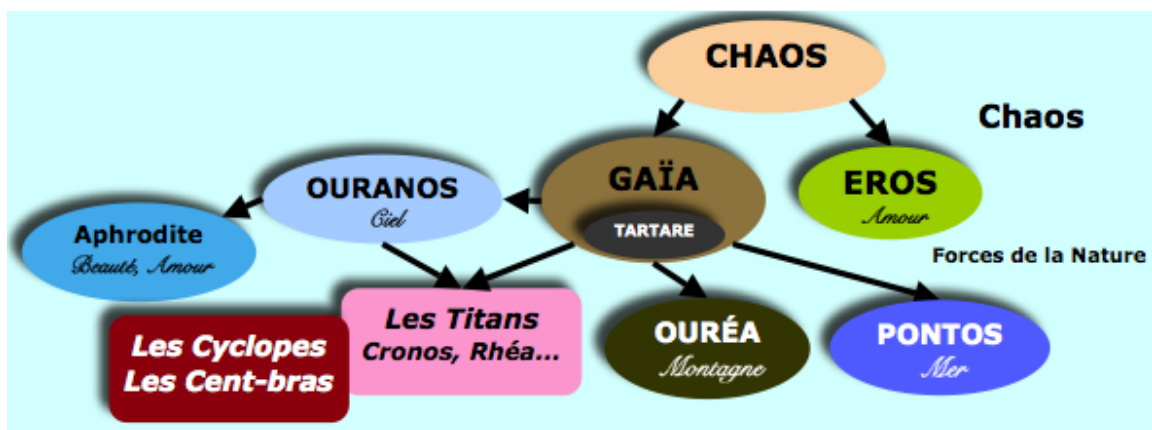 CHAOS
Chaos
GAÏA
TARTARE
EROS
Amour
OURANOS
Ciel
Aphrodite
Beauté, Amour
Forces de la Nature
Les Titans
Cronos, Rhéa...
Les Cyclopes
Les Cent-bras
OURÉA
Montagne
PONTOS
Mer